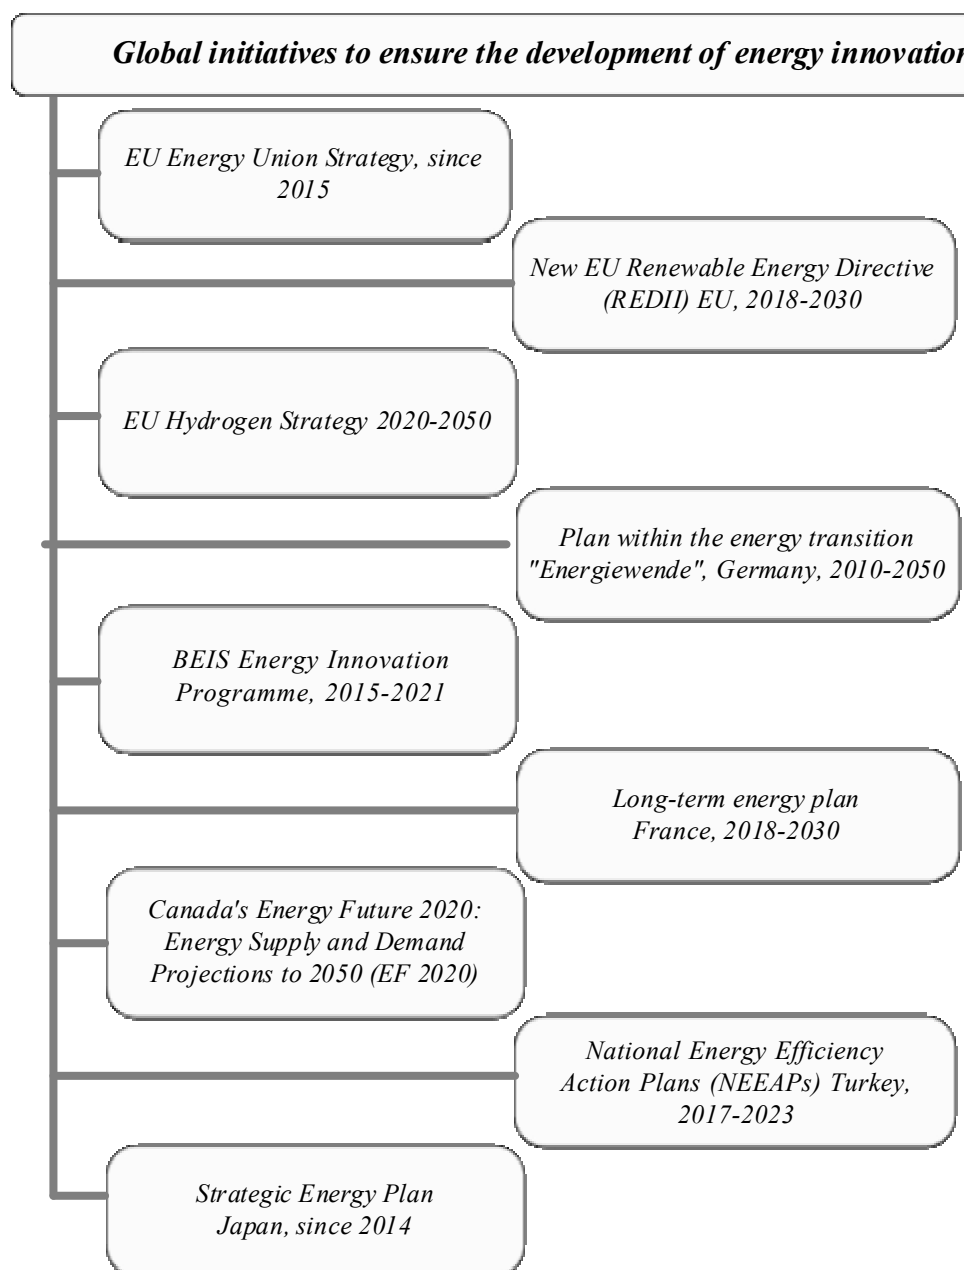 Global initiatives to ensure the development of energy innovation
EU Energy Union Strategy, since
2015
New EU Renewable Energy Directive
(REDII) EU, 2018-2030
EU Hydrogen Strategy 2020-2050
Plan within the energy transition
"Energiewende", Germany, 2010-2050
BEIS Energy Innovation
Programme, 2015-2021
Long-term energy plan
France, 2018-2030
Canada's Energy Future 2020:
Energy Supply and Demand
Projections to 2050 (EF 2020)
National Energy Efficiency
Action Plans (NEEAPs) Turkey,
2017-2023
Strategic Energy Plan
Japan, since 2014